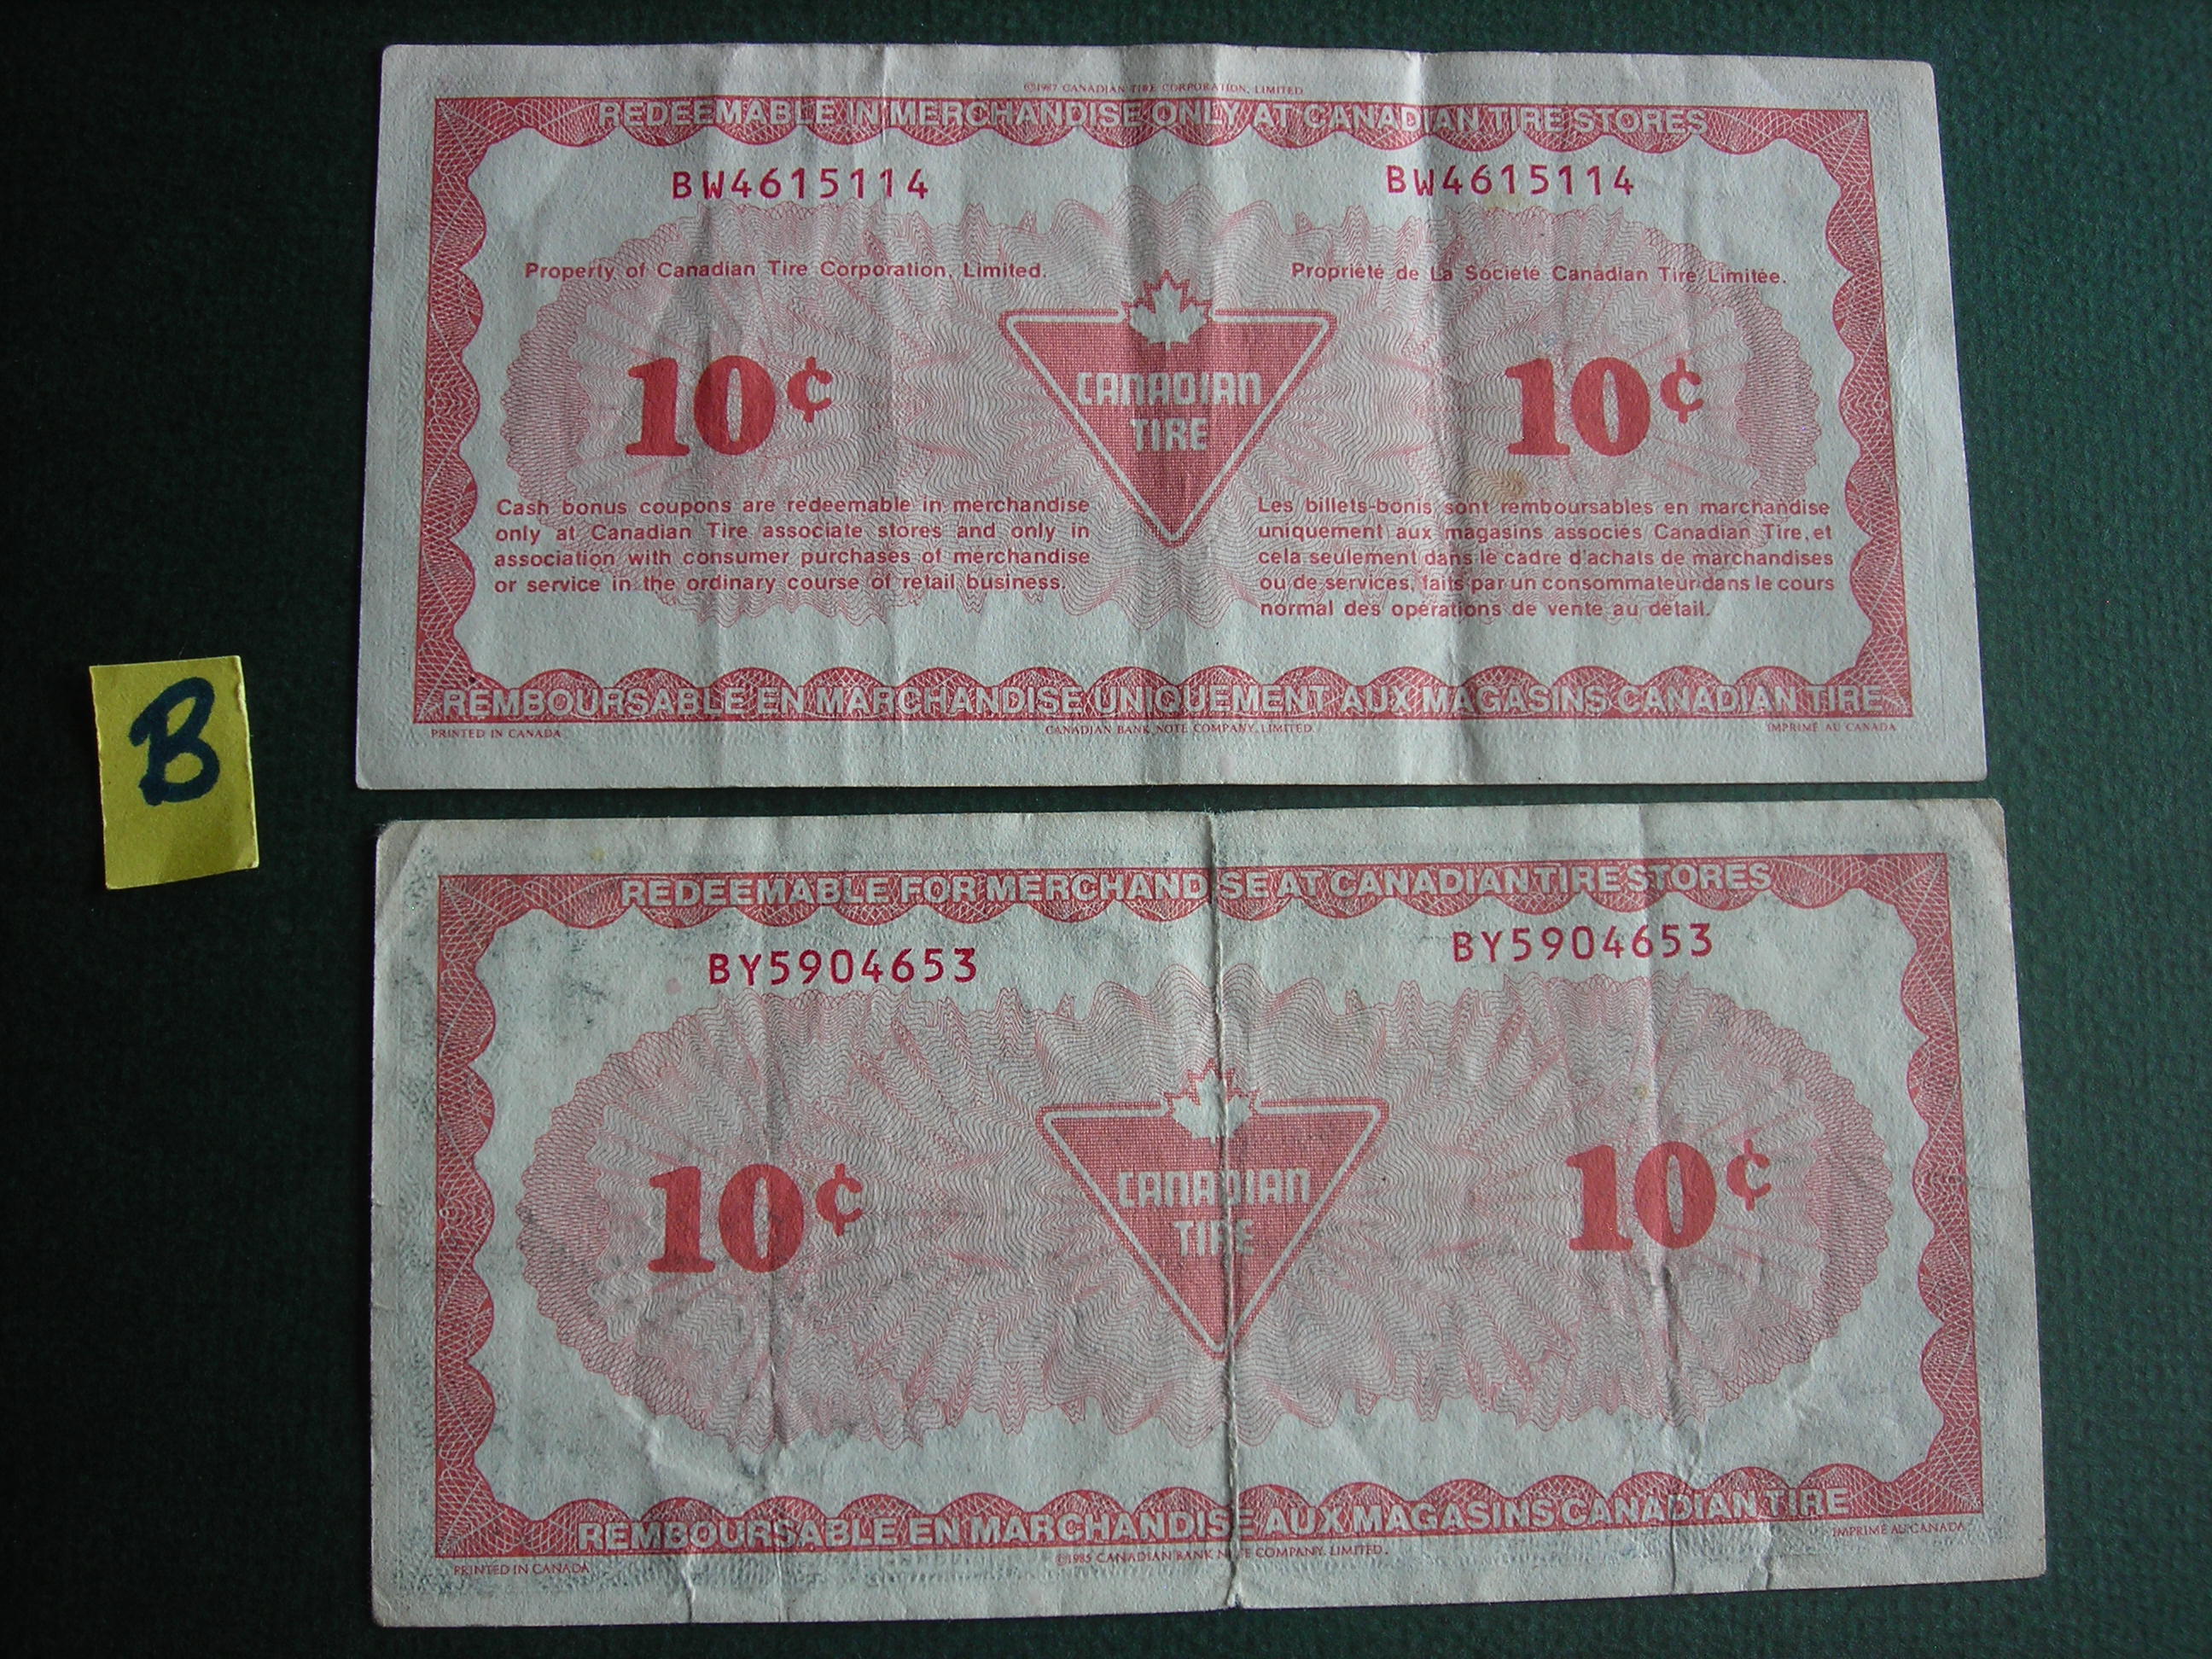 ©1987 CANADIAN TIRE CORPORATION, LIMITED
REDEEMABLE IN MERCHANDISE ONLY AT CANADIAN TIRE STORES
BW4615114 BW4615114
Property of Canadian Tire Corporation, Limited. Propriété de La Société Canadian Tire Limitée.
10¢ CANADIAN TIRE 10¢
Cash bonus coupons are redeemable in merchandise
only at Canadian Tire associate stores and only in
association with consumer purchases of merchandise
or service in the ordinary course of retail business.
Les billets-bonis sont remboursables en marchandise
uniquement aux magasins associés Canadian Tire, et
cela seulement dans le cadre d'achats de marchandises
ou de services, faits par un consommateur dans le cours
normal des opérations de vente au détail.
REMBOURSABLE EN MARCHANDISE UNIQUEMENT AUX MAGASINS CANADIAN TIRE
PRINTED IN CANADA CANADIAN BANK NOTE COMPANY, LIMITED IMPRIMÉ AU CANADA
B
REDEEMABLE FOR MERCHANDISE AT CANADIAN TIRE STORES
BY5904653 BY5904653
10¢ CANADIAN TIRE 10¢
REMBOURSABLE EN MARCHANDISE AUX MAGASINS CANADIAN TIRE
PRINTED IN CANADA ©1985 CANADIAN BANK NOTE COMPANY, LIMITED. IMPRIMÉ AU CANADA